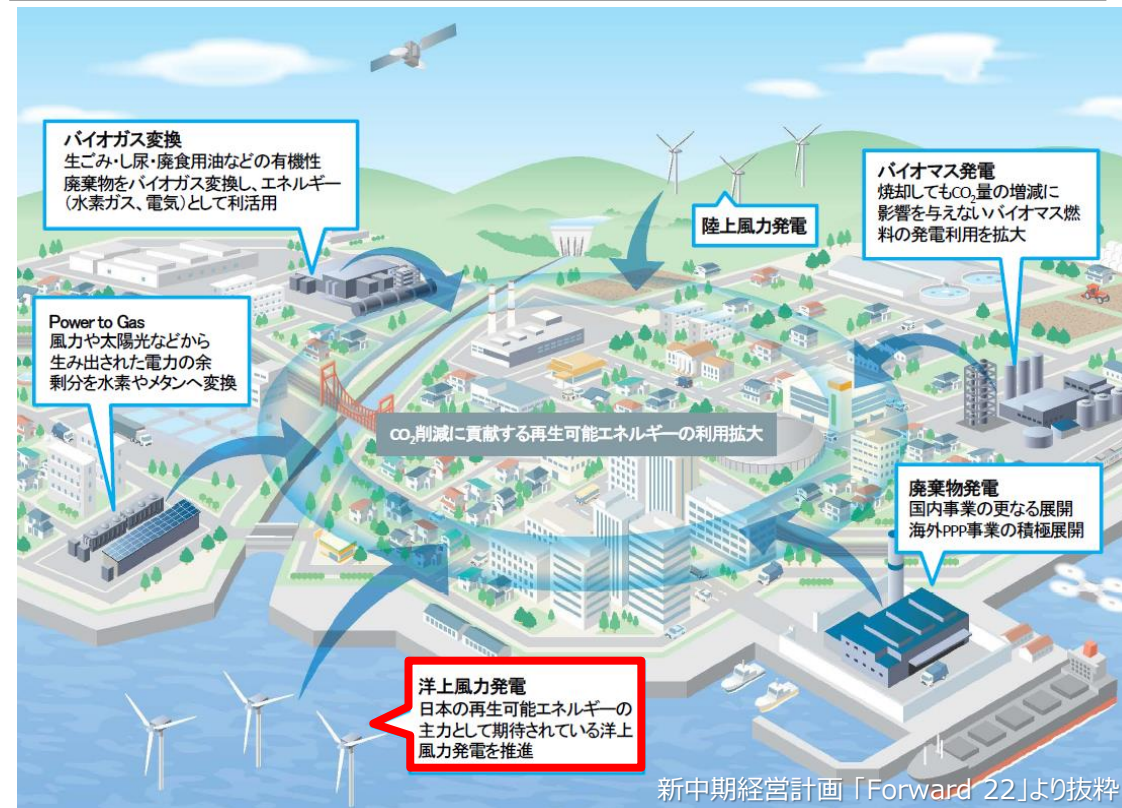 バイオガス変換
生ごみ・し尿・廃食用油などの有機性
廃棄物をバイオガス変換し、エネルギー
（水素ガス、電気）として利活用
陸上風力発電
バイオマス発電
焼却してもCO₂量の増減に
影響を与えないバイオマス燃
料の発電利用を拡大
Power to Gas
風力や太陽光などから
生み出された電力の余
剰分を水素やメタンへ変換
CO₂削減に貢献する再生可能エネルギーの利用拡大
廃棄物発電
国内事業の更なる展開
海外PPP事業の積極展開
洋上風力発電
日本の再生可能エネルギーの
主力として期待されている洋上
風力発電を推進
新中期経営計画「Forward 22」より抜粋